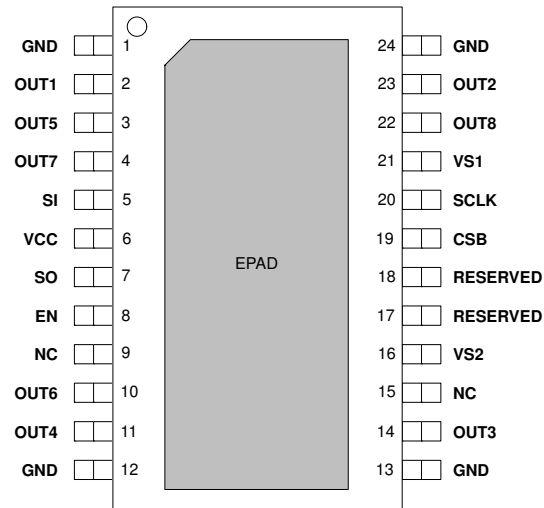 GND 1 24 GND
OUT1 2 23 OUT2
OUT5 3 22 OUT8
OUT7 4 21 VS1
SI 5 20 SCLK
VCC 6 19 CSB
EPAD
SO 7 18 RESERVED
EN 8 17 RESERVED
NC 9 16 VS2
OUT6 10 15 NC
OUT4 11 14 OUT3
GND 12 13 GND